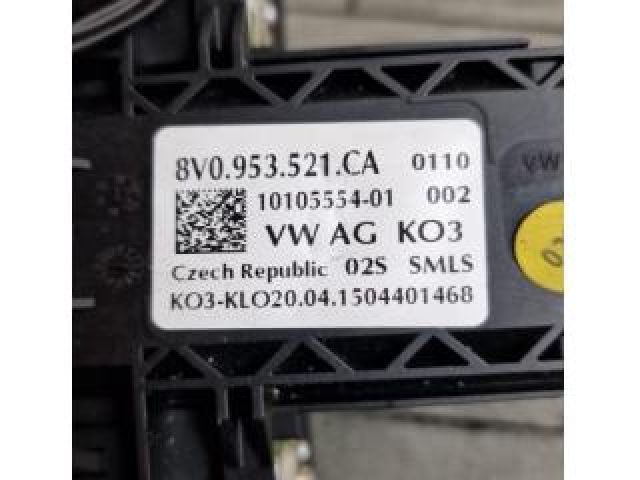 8V0.953.521.CA 0110
10105554-01 002
VW AG KO3
Czech Republic 02S SMLS
KO3-KLO20.04.1504401468
VW